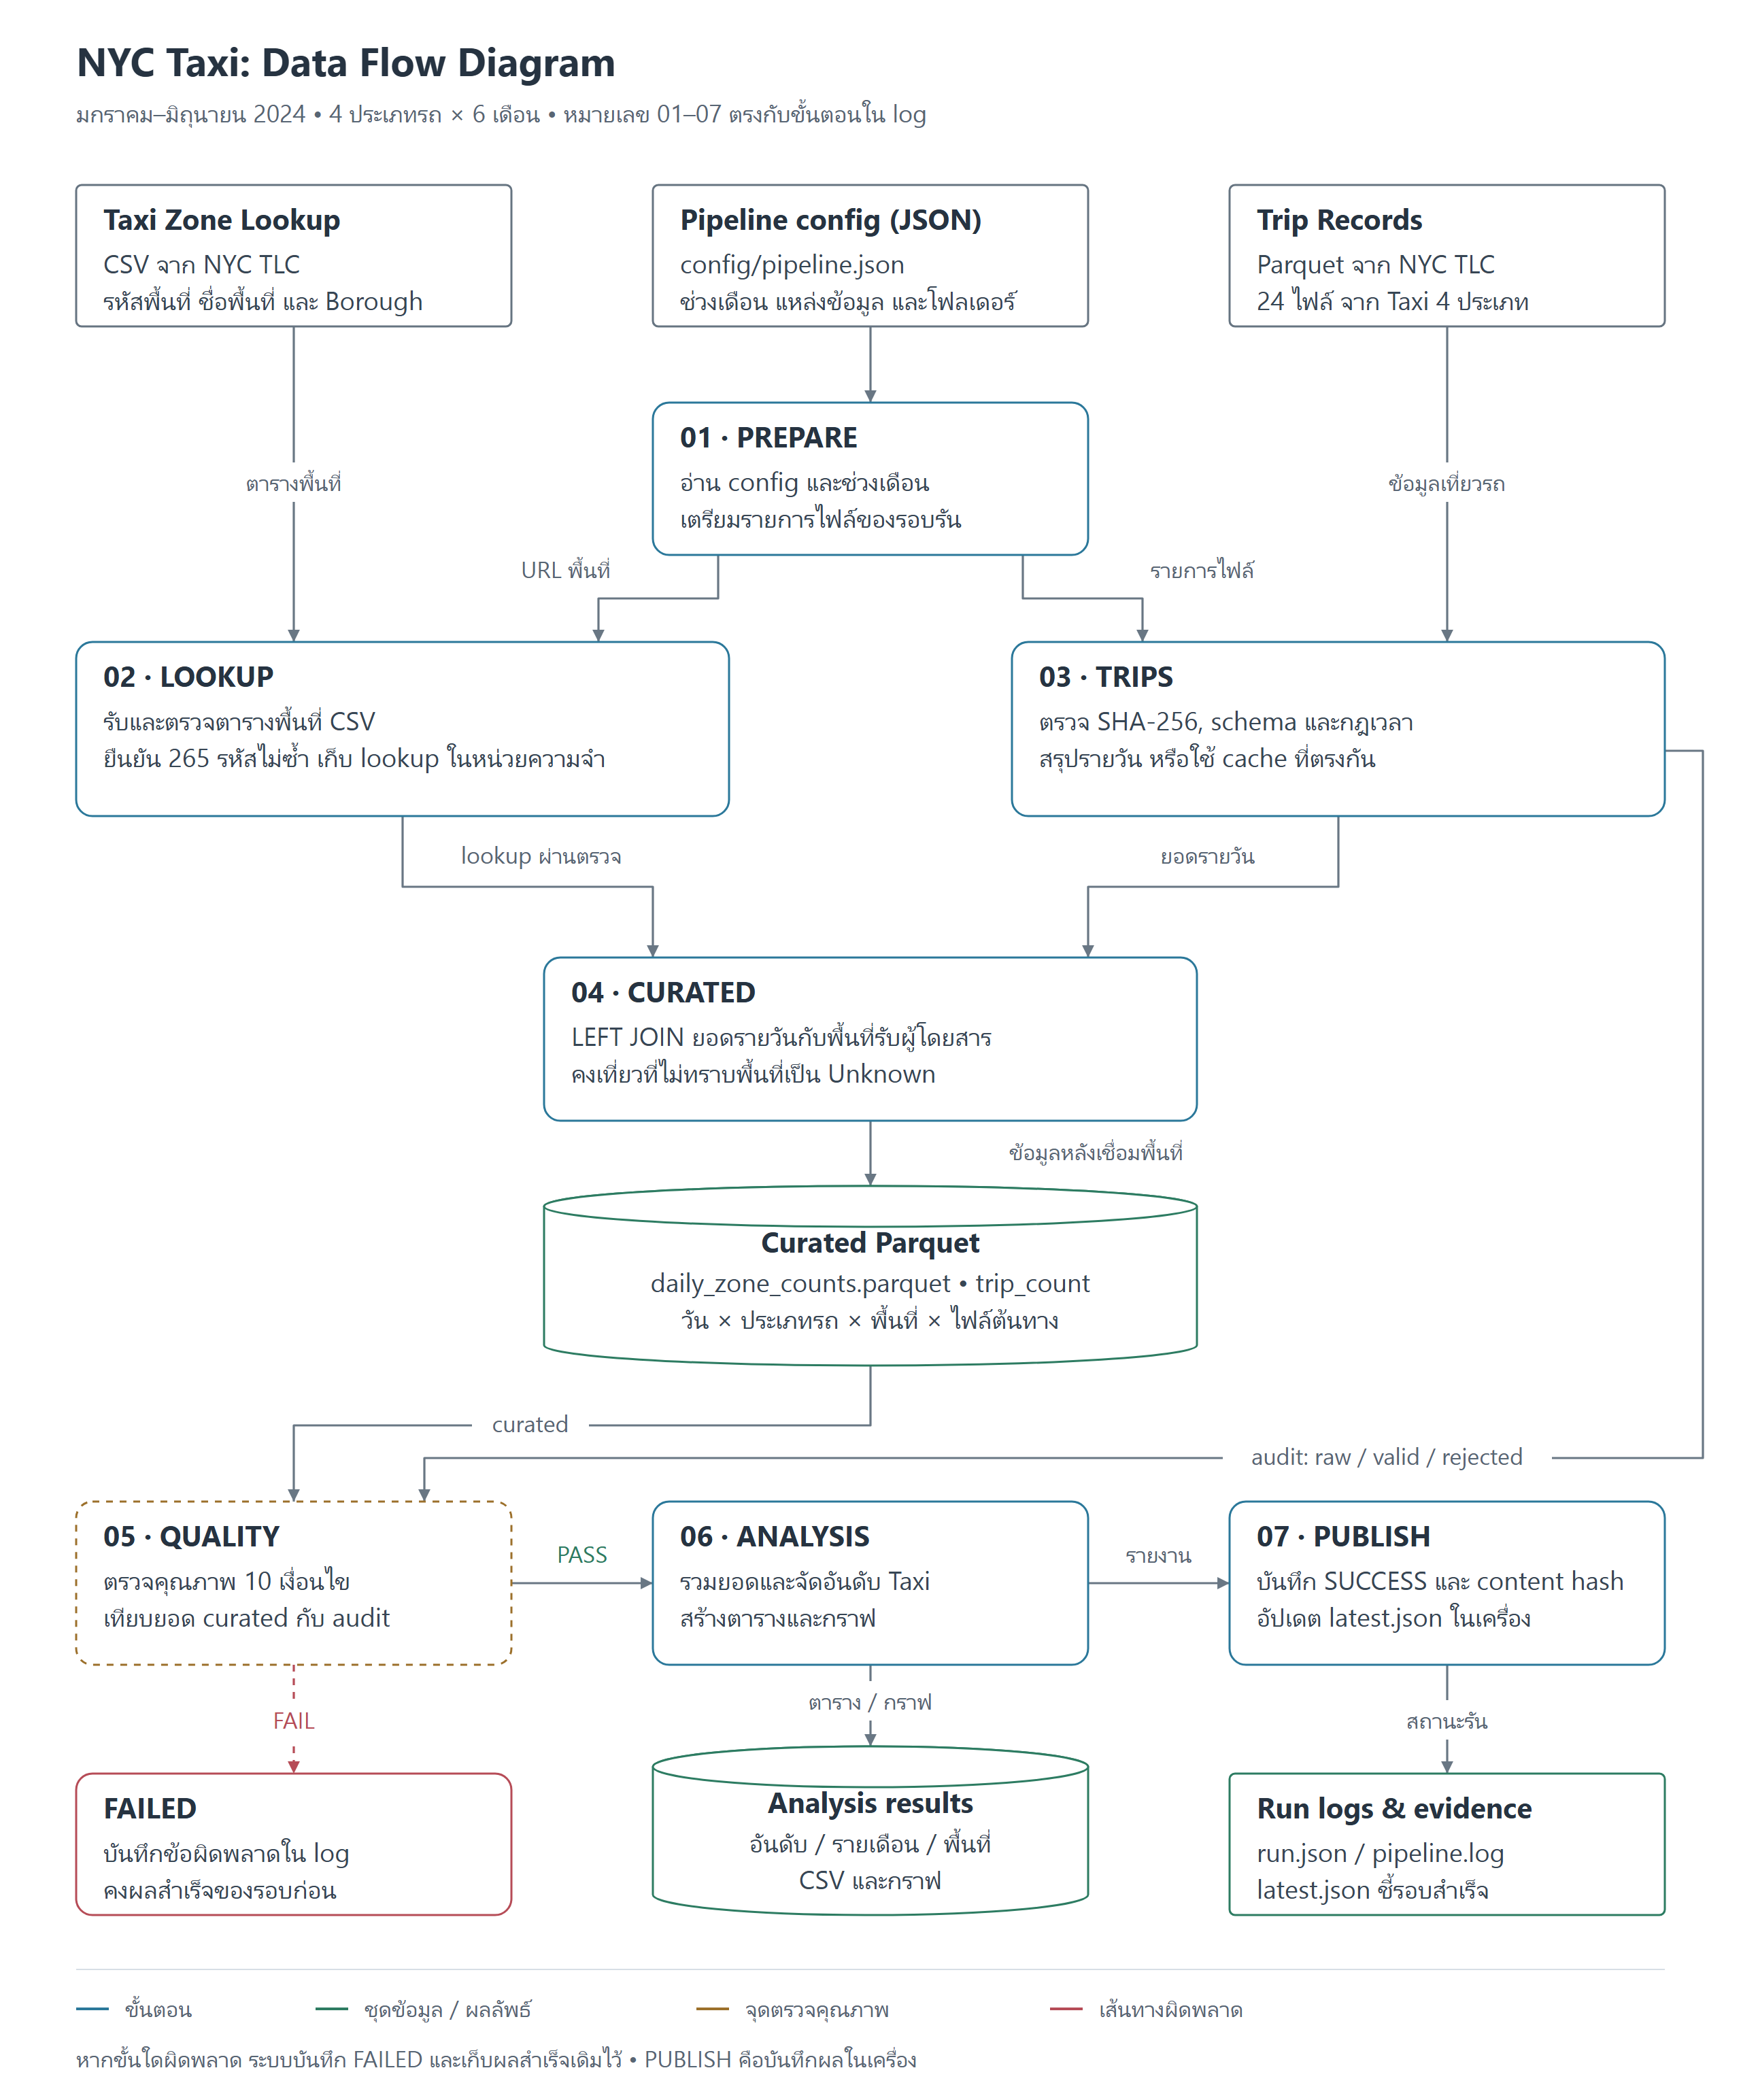 NYC Taxi: Data Flow Diagram
มกราคม–มิถุนายน 2024 • 4 ประเภทรถ × 6 เดือน • หมายเลข 01–07 ตรงกับขั้นตอนใน log
Taxi Zone Lookup
CSV จาก NYC TLC
รหัสพื้นที่ ชื่อพื้นที่ และ Borough
Pipeline config (JSON)
config/pipeline.json
ช่วงเดือน แหล่งข้อมูล และโฟลเดอร์
Trip Records
Parquet จาก NYC TLC
24 ไฟล์ จาก Taxi 4 ประเภท
01 · PREPARE
อ่าน config และช่วงเดือน
เตรียมรายการไฟล์ของรอบรัน
ตารางพื้นที่
ข้อมูลเที่ยวรถ
URL พื้นที่
รายการไฟล์
02 · LOOKUP
รับและตรวจตารางพื้นที่ CSV
ยืนยัน 265 รหัสไม่ซ้ำ เก็บ lookup ในหน่วยความจำ
03 · TRIPS
ตรวจ SHA-256, schema และกฎเวลา
สรุปรายวัน หรือใช้ cache ที่ตรงกัน
lookup ผ่านตรวจ
ยอดรายวัน
04 · CURATED
LEFT JOIN ยอดรายวันกับพื้นที่รับผู้โดยสาร
คงเที่ยวที่ไม่ทราบพื้นที่เป็น Unknown
ข้อมูลหลังเชื่อมพื้นที่
Curated Parquet
daily_zone_counts.parquet • trip_count
วัน × ประเภทรถ × พื้นที่ × ไฟล์ต้นทาง
curated
audit: raw / valid / rejected
05 · QUALITY
ตรวจคุณภาพ 10 เงื่อนไข
เทียบยอด curated กับ audit
PASS
06 · ANALYSIS
รวมยอดและจัดอันดับ Taxi
สร้างตารางและกราฟ
รายงาน
07 · PUBLISH
บันทึก SUCCESS และ content hash
อัปเดต latest.json ในเครื่อง
FAIL
ตาราง / กราฟ
สถานะรัน
FAILED
บันทึกข้อผิดพลาดใน log
คงผลสำเร็จของรอบก่อน
Analysis results
อันดับ / รายเดือน / พื้นที่
CSV และกราฟ
Run logs & evidence
run.json / pipeline.log
latest.json ชี้รอบสำเร็จ
ขั้นตอน
ชุดข้อมูล / ผลลัพธ์
จุดตรวจคุณภาพ
เส้นทางผิดพลาด
หากขั้นใดผิดพลาด ระบบบันทึก FAILED และเก็บผลสำเร็จเดิมไว้ • PUBLISH คือบันทึกผลในเครื่อง